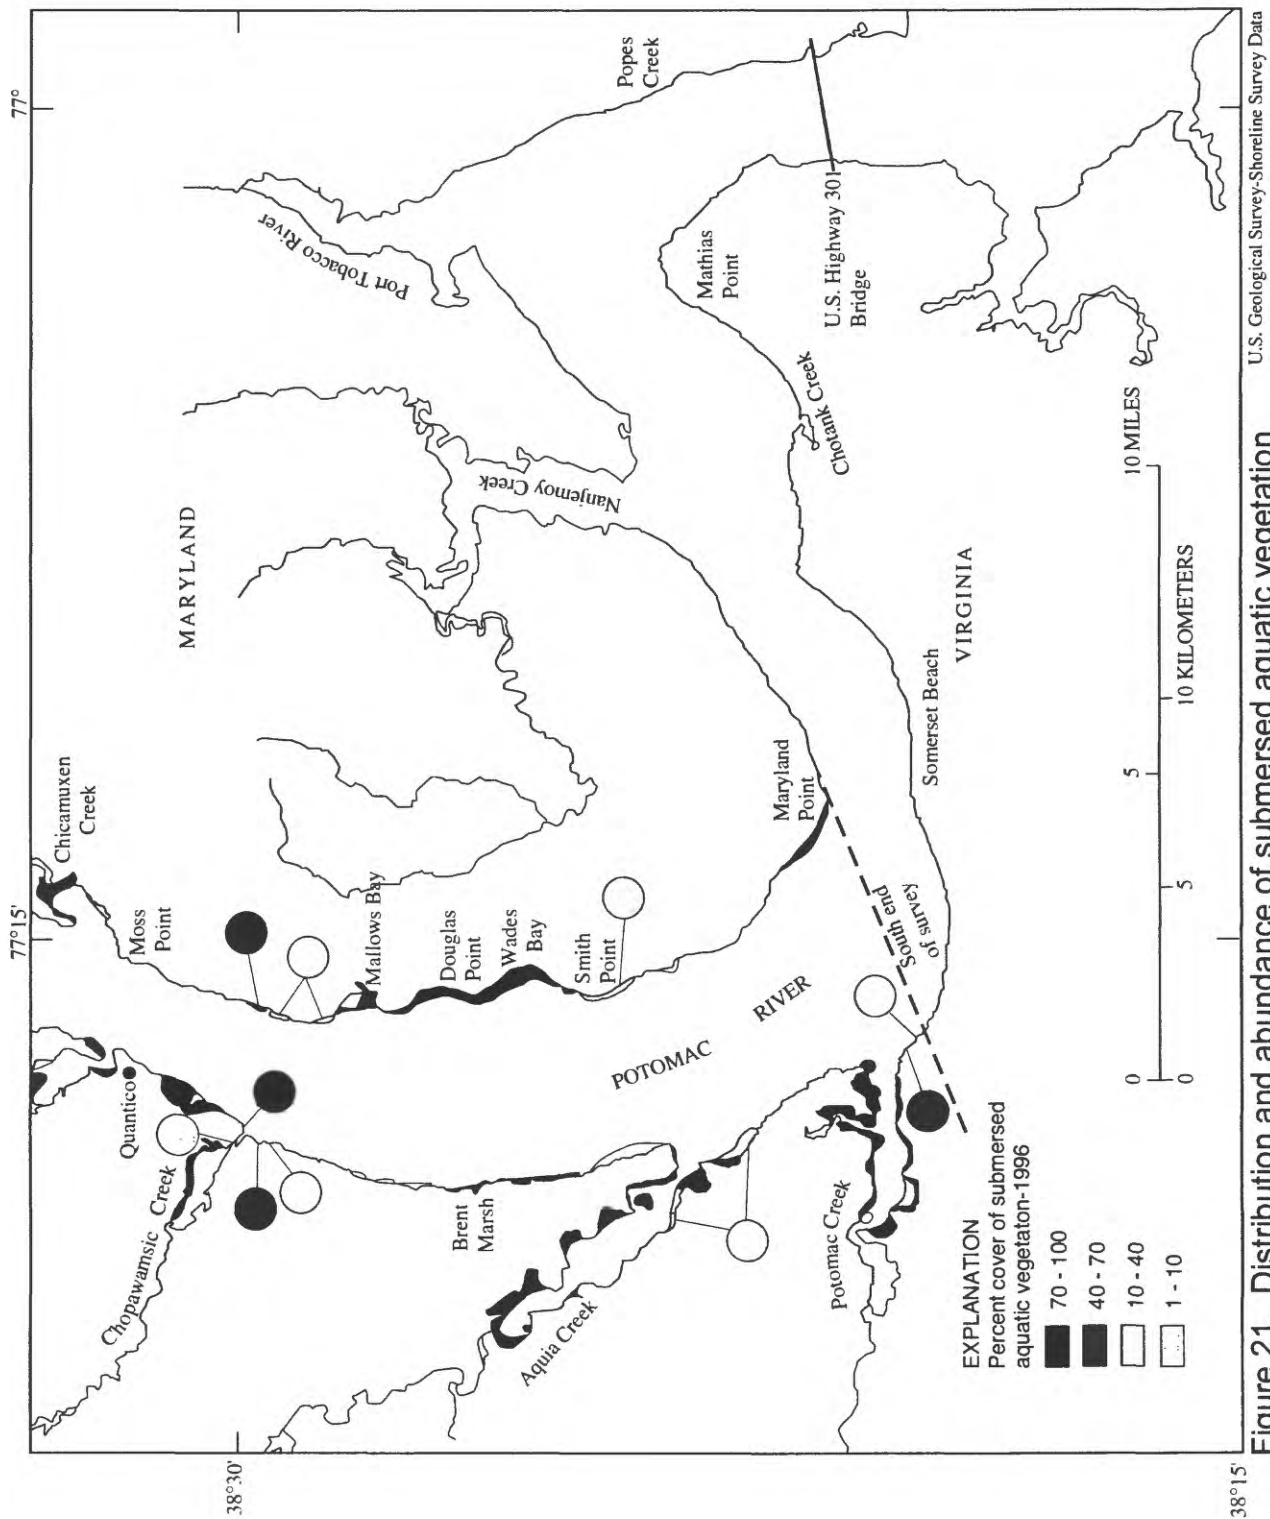 77°15'
77°
38°30'
38°15'
Chicamuxen
Creek
Moss
Point
MARYLAND
Port Tobacco River
Popes
Creek
Quantico
Chopawamsic
Creek
Mallows Bay
Douglas
Point
Wades
Bay
Smith
Point
Nanjemoy Creek
Mathias
Point
U.S. Highway 301
Bridge
Brent
Marsh
Aquia Creek
POTOMAC
RIVER
Maryland
Point
Chotank Creek
South end
of survey
Somerset Beach
VIRGINIA
Potomac Creek
EXPLANATION
Percent cover of submersed
aquatic vegetaton-1996
70 - 100
40 - 70
10 - 40
1 - 10
0
5
10 MILES
0
5
10 KILOMETERS
U.S. Geological Survey-Shoreline Survey Data
Figure 21. Distribution and abundance of submersed aquatic vegetation